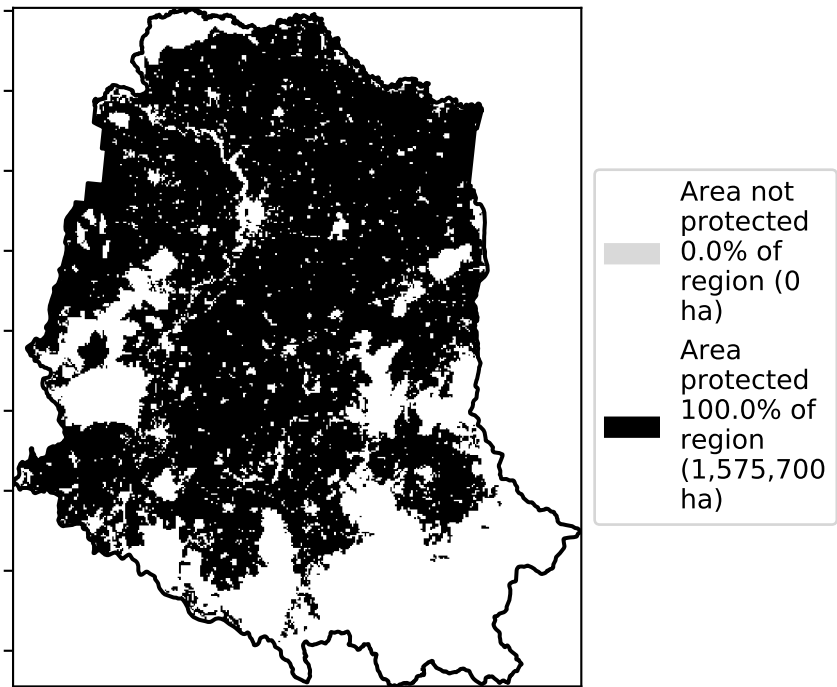 Area not
protected
0.0% of
region (0
ha)
Area
protected
100.0% of
region
(1,575,700
ha)